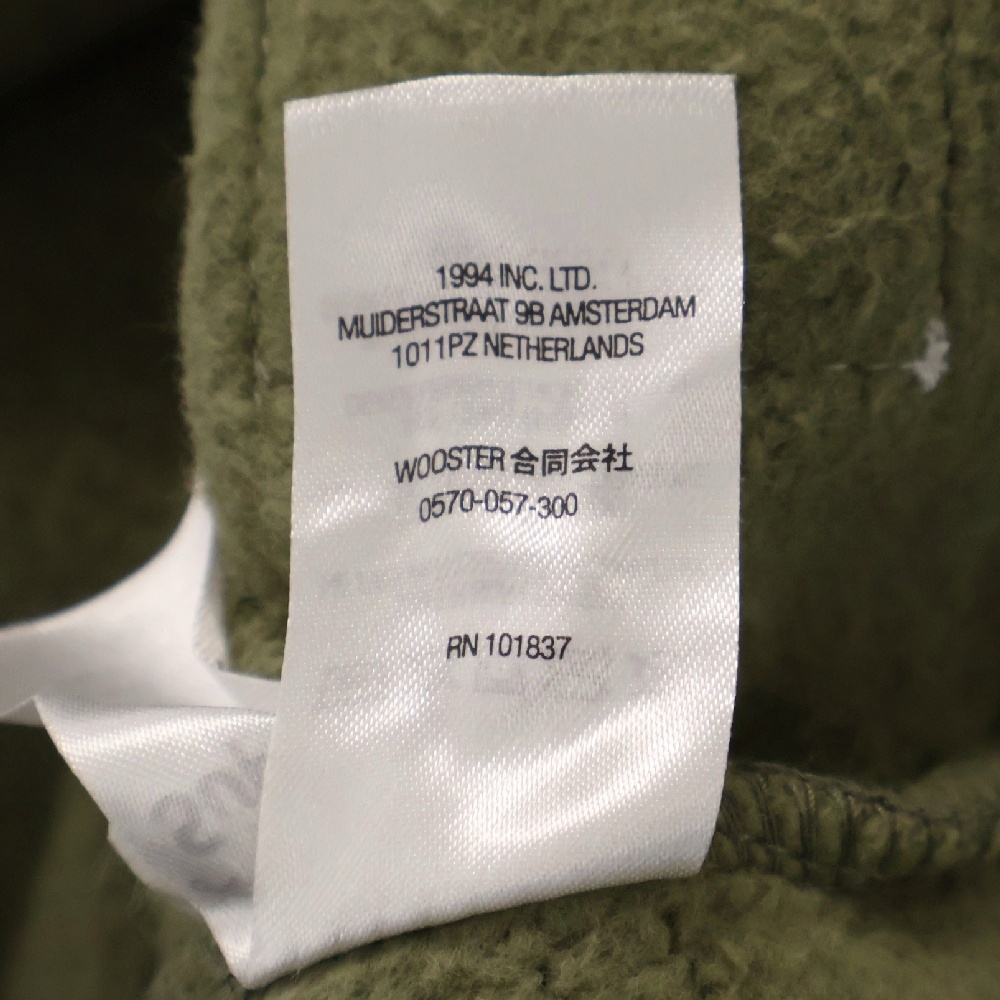 1994 INC. LTD.
MUIDERSTRAAT 9B AMSTERDAM
1011PZ NETHERLANDS
WOOSTER 合同会社
0570-057-300
RN 101837